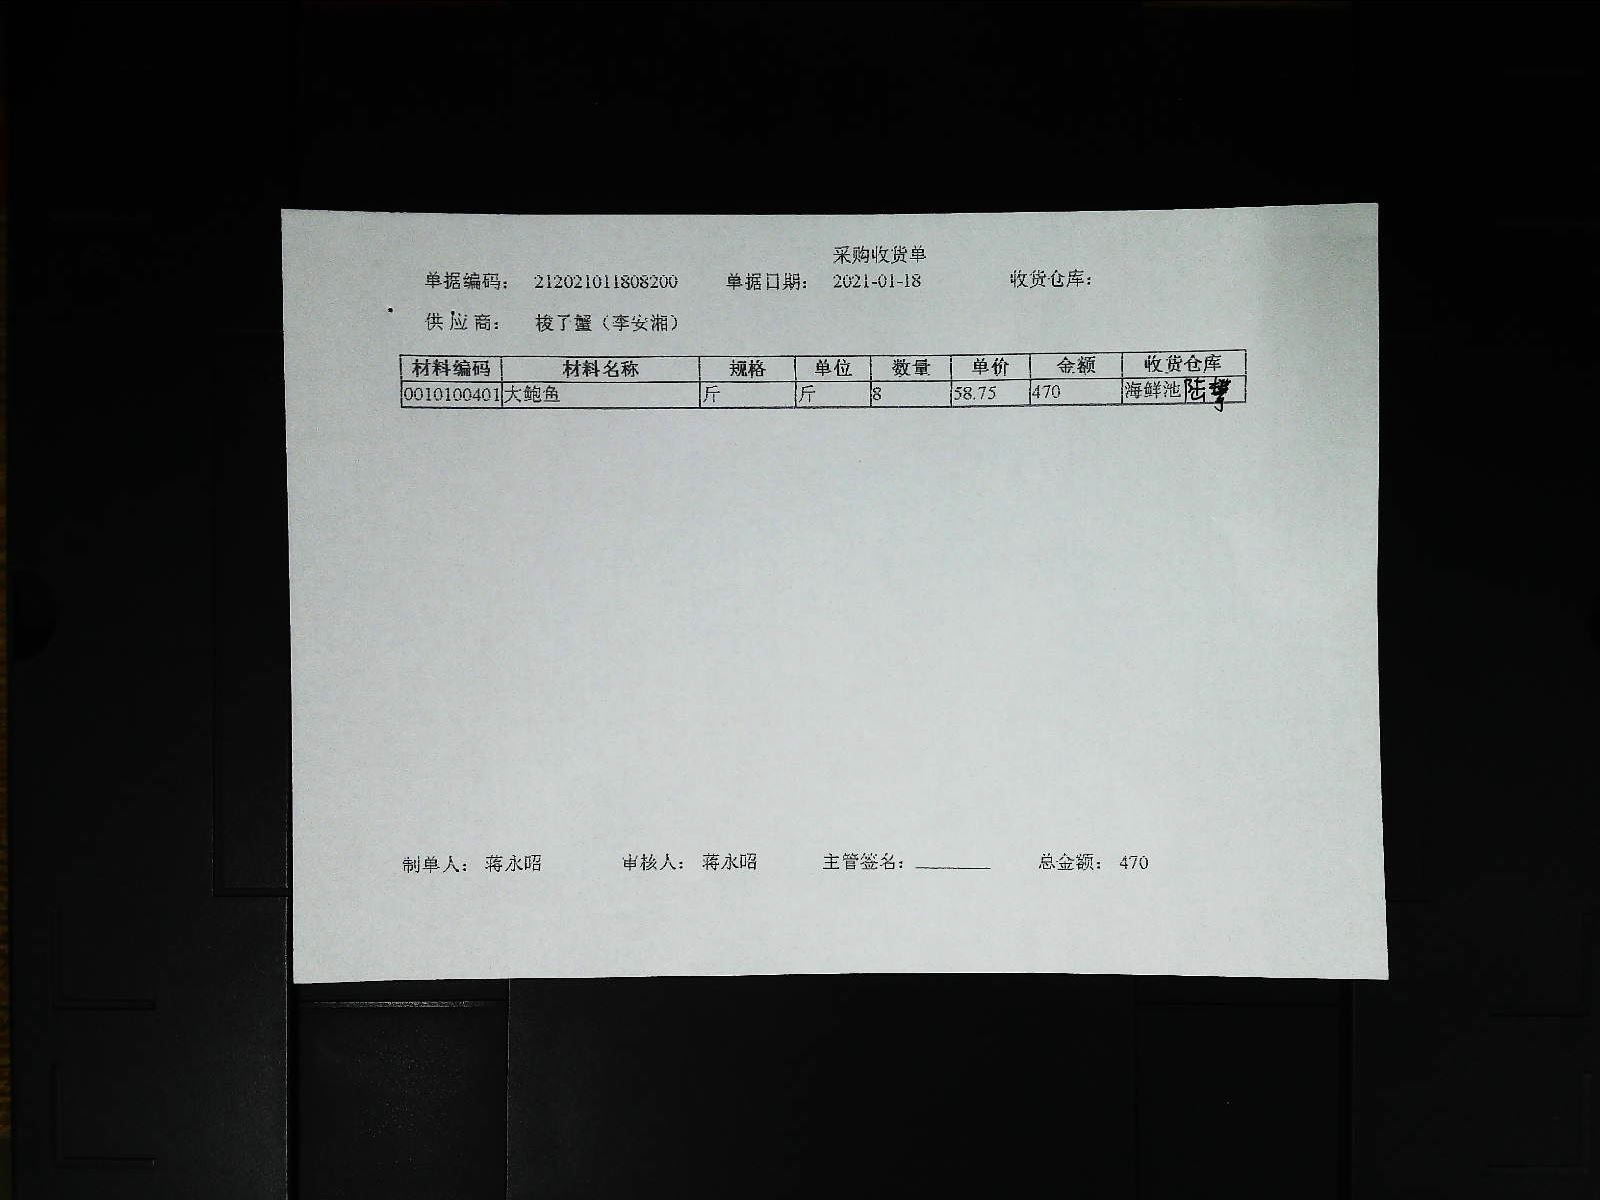 采购收货单
单据编码： 212021011808200 单据日期： 2021-01-18 收货仓库：
供应商： 梭子蟹（李安湘）
材料编码 材料名称 规格 单位 数量 单价 金额 收货仓库
0010100401 大鲍鱼 斤 斤 8 58.75 470 海鲜池 陆
制单人： 蒋永昭 审核人： 蒋永昭 主管签名： 总金额： 470